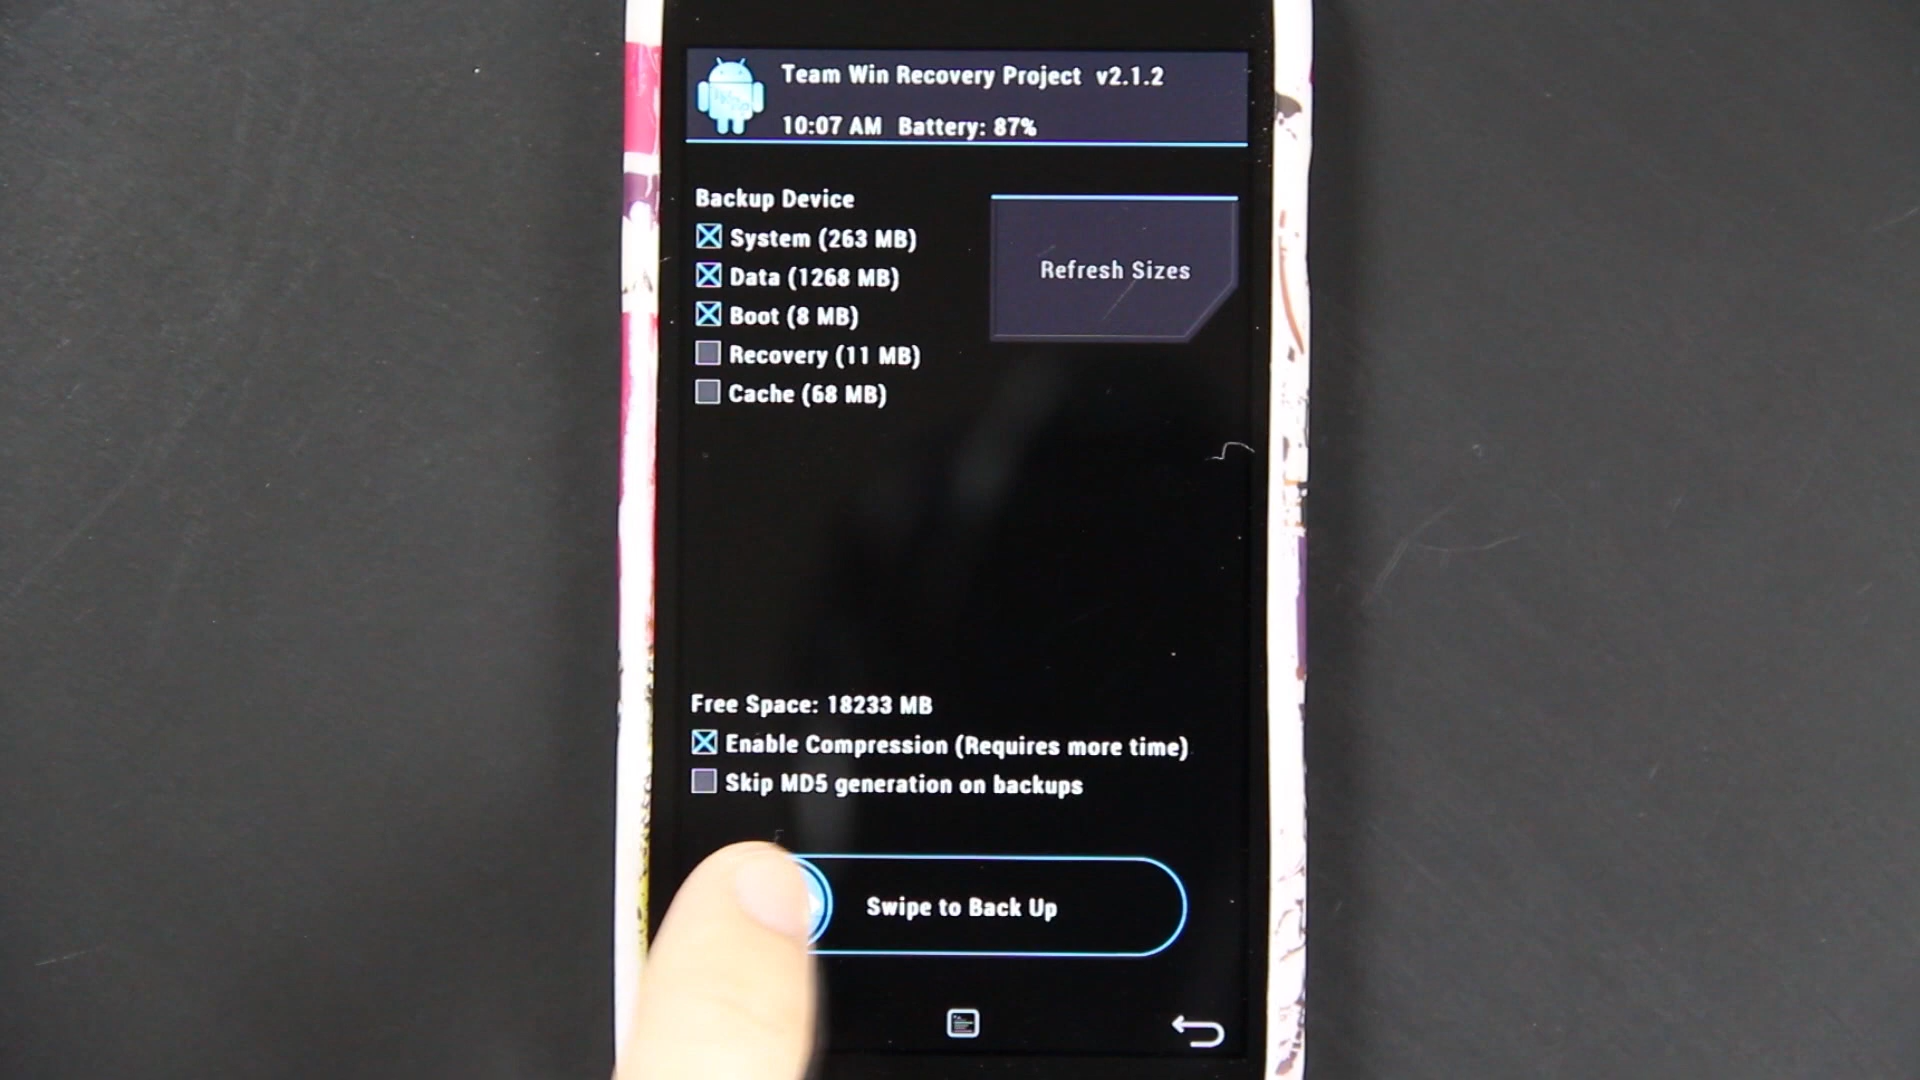 Team Win Recovery Project v2.1.2
10:07 AM Battery: 87%
Backup Device
System (263 MB)
Data (1268 MB)
Boot (8 MB)
Recovery (11 MB)
Cache (68 MB)
Refresh Sizes
Free Space: 18233 MB
Enable Compression (Requires more time)
Skip MD5 generation on backups
Swipe to Back Up